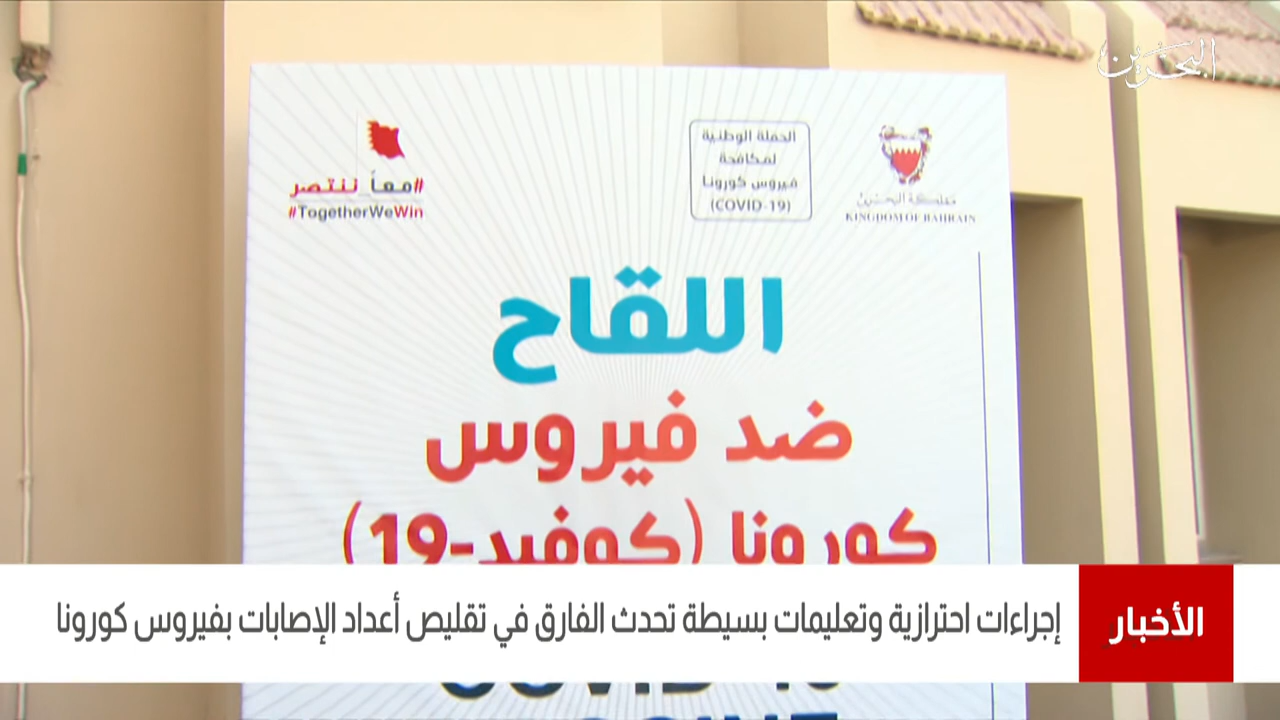 البحرين
#معاً_ننتصر
#TogetherWeWin
الحملة الوطنية
لمكافحة
فيروس كورونا
(COVID-19)
مملكة البحرين
KINGDOM OF BAHRAIN
اللقاح
ضد فيروس
كورونا (كوفيد-19)
الأخبار
إجراءات احترازية وتعليمات بسيطة تحدث الفارق في تقليص أعداد الإصابات بفيروس كورونا